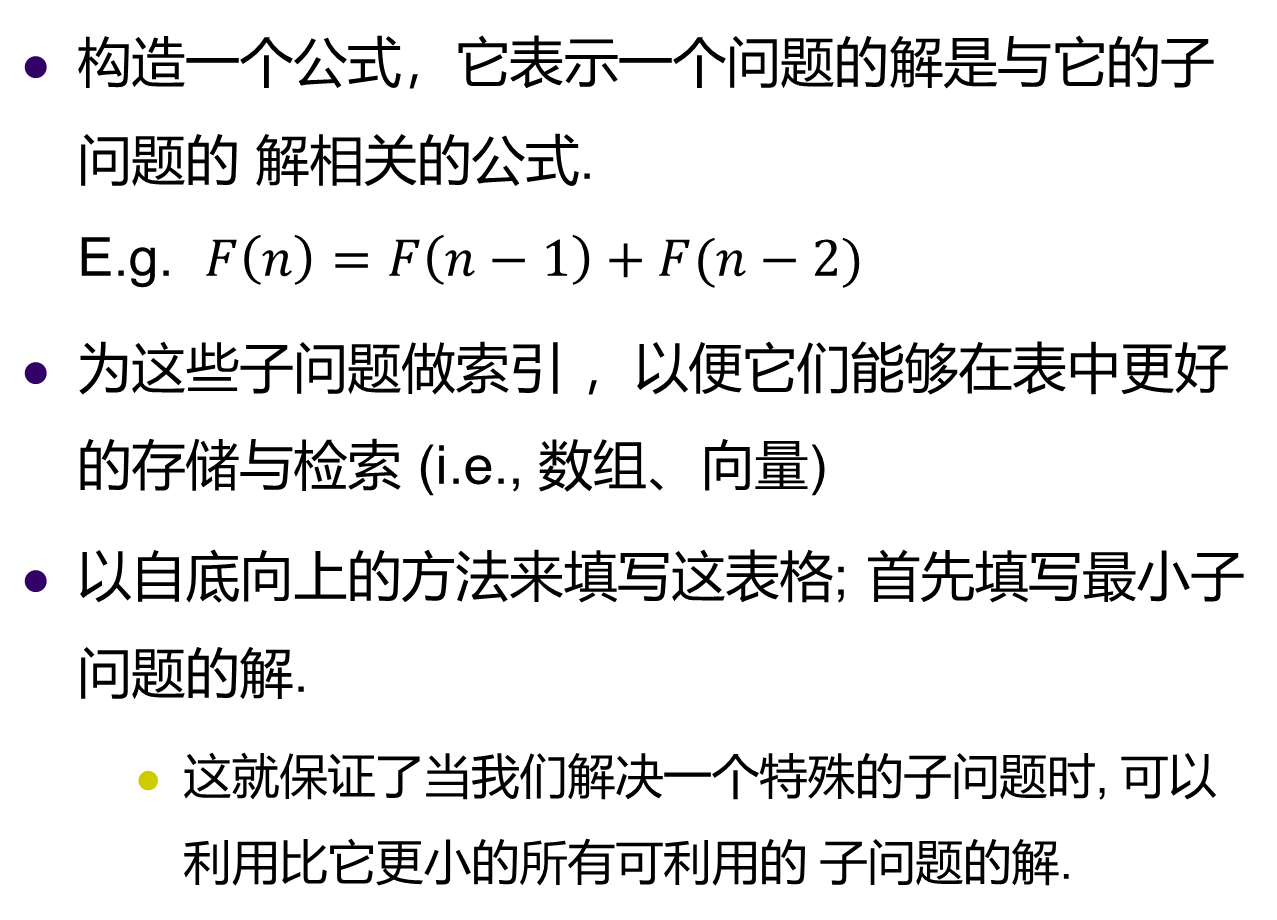 ● 构造一个公式，它表示一个问题的解是与它的子
问题的 解相关的公式.
E.g. F(n) = F(n − 1) + F(n − 2)
● 为这些子问题做索引 ，以便它们能够在表中更好
的存储与检索 (i.e., 数组、向量)
● 以自底向上的方法来填写这表格; 首先填写最小子
问题的解.
● 这就保证了当我们解决一个特殊的子问题时, 可以
利用比它更小的所有可利用的 子问题的解.